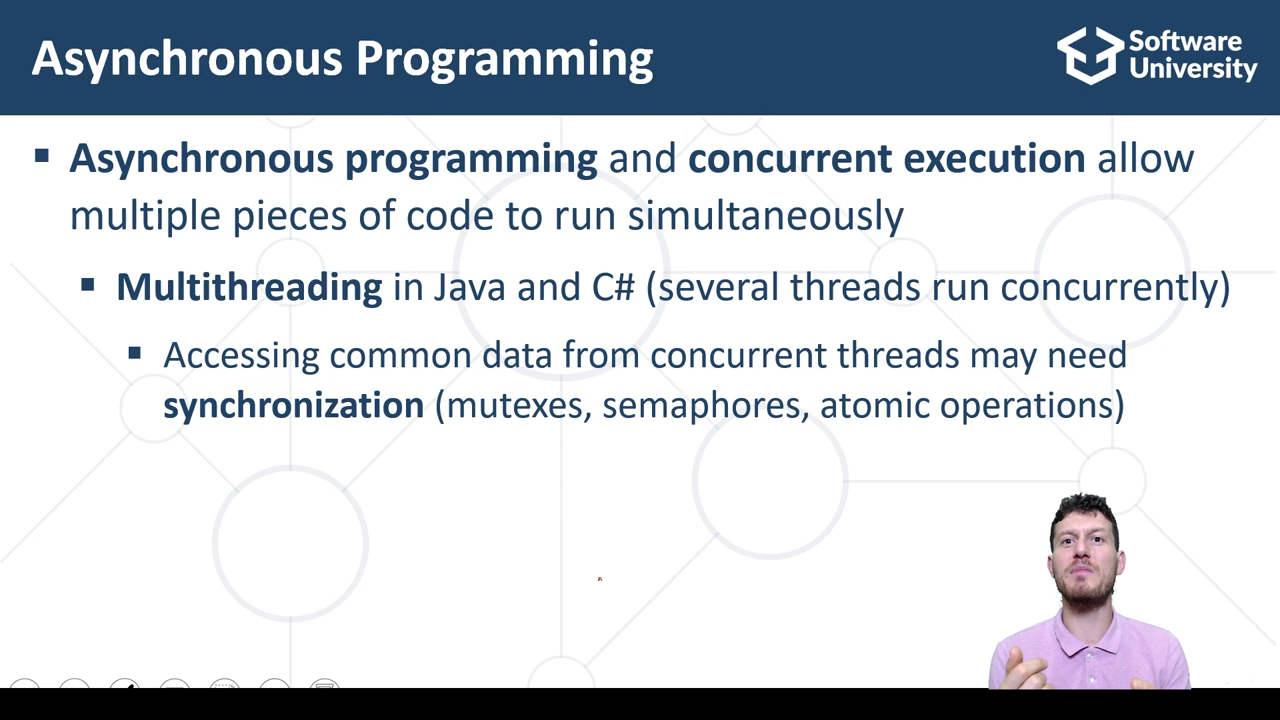 Asynchronous Programming
Software
University
▪ Asynchronous programming and concurrent execution allow
multiple pieces of code to run simultaneously
▪ Multithreading in Java and C# (several threads run concurrently)
▪ Accessing common data from concurrent threads may need
synchronization (mutexes, semaphores, atomic operations)